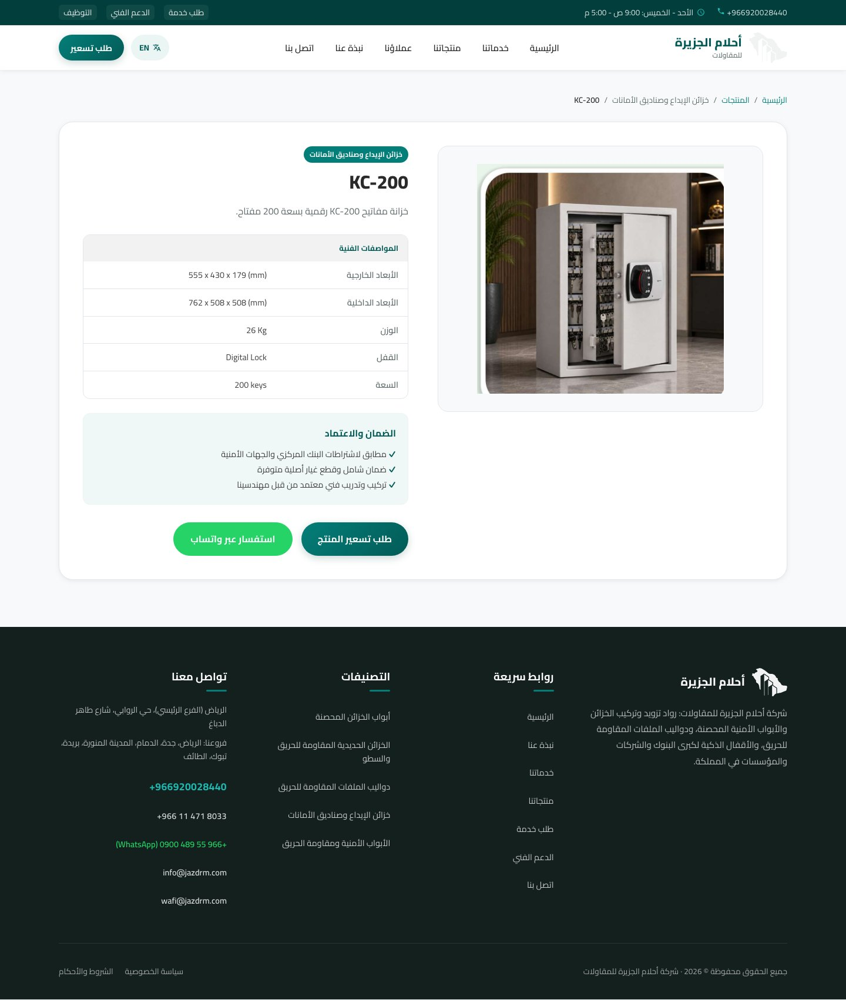 +966920028440
الأحد - الخميس: 9:00 ص - 5:00 م
طلب خدمة
الدعم الفني
التوظيف
أحلام الجزيرة
للمقاولات
الرئيسية
خدماتنا
منتجاتنا
عملاؤنا
نبذة عنا
اتصل بنا
EN
طلب تسعير
الرئيسية / المنتجات / خزائن الإيداع وصناديق الأمانات / KC-200
خزائن الإيداع وصناديق الأمانات
KC-200
خزانة مفاتيح KC-200 رقمية بسعة 200 مفتاح.
المواصفات الفنية
الأبعاد الخارجية 555 x 430 x 179 (mm)
الأبعاد الداخلية 762 x 508 x 508 (mm)
الوزن 26 Kg
القفل Digital Lock
السعة 200 keys
الضمان والاعتماد
✓ مطابق لاشتراطات البنك المركزي والجهات الأمنية
✓ ضمان شامل وقطع غيار أصلية متوفرة
✓ تركيب وتدريب فني معتمد من قبل مهندسينا
طلب تسعير المنتج
استفسار عبر واتساب
أحلام الجزيرة
شركة أحلام الجزيرة للمقاولات: رواد تزويد وتركيب الخزائن
والأبواب الأمنية المحصنة، ودواليب الملفات المقاومة
للحريق، والأقفال الذكية لكبرى البنوك والشركات
والمؤسسات في المملكة.
روابط سريعة
الرئيسية
نبذة عنا
خدماتنا
منتجاتنا
طلب خدمة
الدعم الفني
اتصل بنا
التصنيفات
أبواب الخزائن المحصنة
الخزائن الحديدية المقاومة للحريق
والسطو
دواليب الملفات المقاومة للحريق
خزائن الإيداع وصناديق الأمانات
الأبواب الأمنية ومقاومة الحريق
تواصل معنا
الرياض (الفرع الرئيسي)، حي الروابي، شارع طاهر
الدباغ
فروعنا: الرياض، جدة، الدمام، المدينة المنورة، بريدة،
تبوك، الطائف
+966920028440
+966 11 471 8033
+966 55 489 0900 (WhatsApp)
info@jazdrm.com
wafi@jazdrm.com
جميع الحقوق محفوظة © 2026 · شركة أحلام الجزيرة للمقاولات
سياسة الخصوصية
الشروط والأحكام